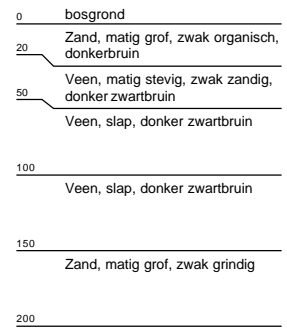 0 bosgrond
Zand, matig grof, zwak organisch,
20 donkerbruin
Veen, matig stevig, zwak zandig,
50 donker zwartbruin
Veen, slap, donker zwartbruin
100
Veen, slap, donker zwartbruin
150
Zand, matig grof, zwak grindig
200